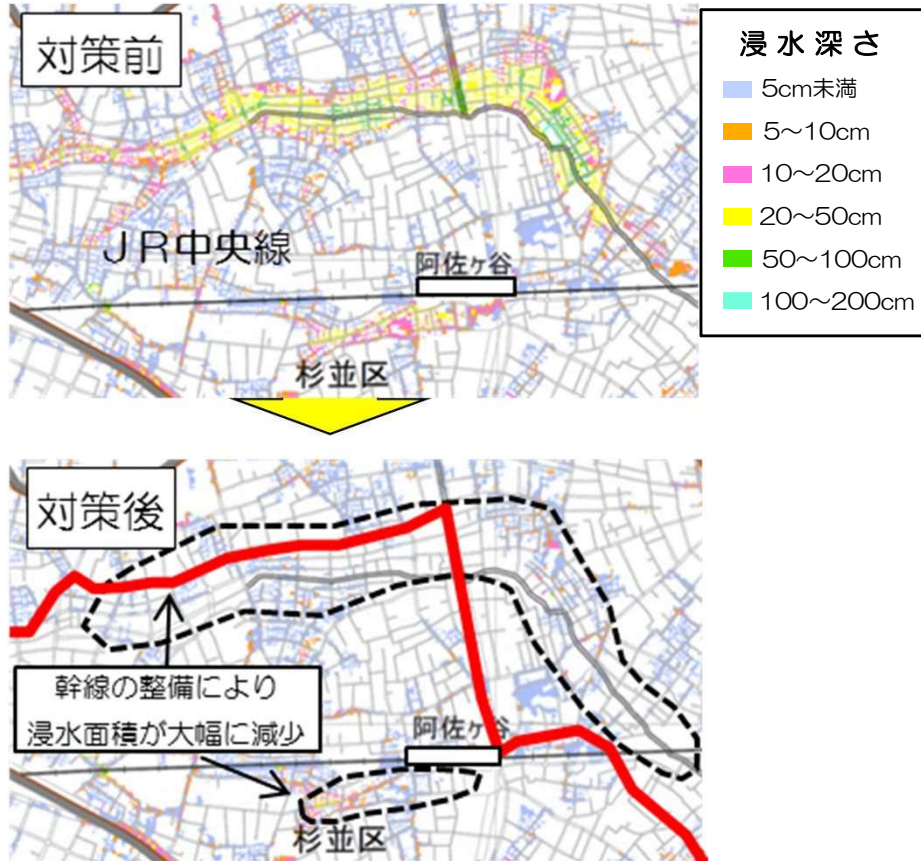 対策前
JR中央線
阿佐ヶ谷
杉並区
浸水深さ
5cm未満
5～10cm
10～20cm
20～50cm
50～100cm
100～200cm
対策後
幹線の整備により
浸水面積が大幅に減少
阿佐ヶ谷
杉並区